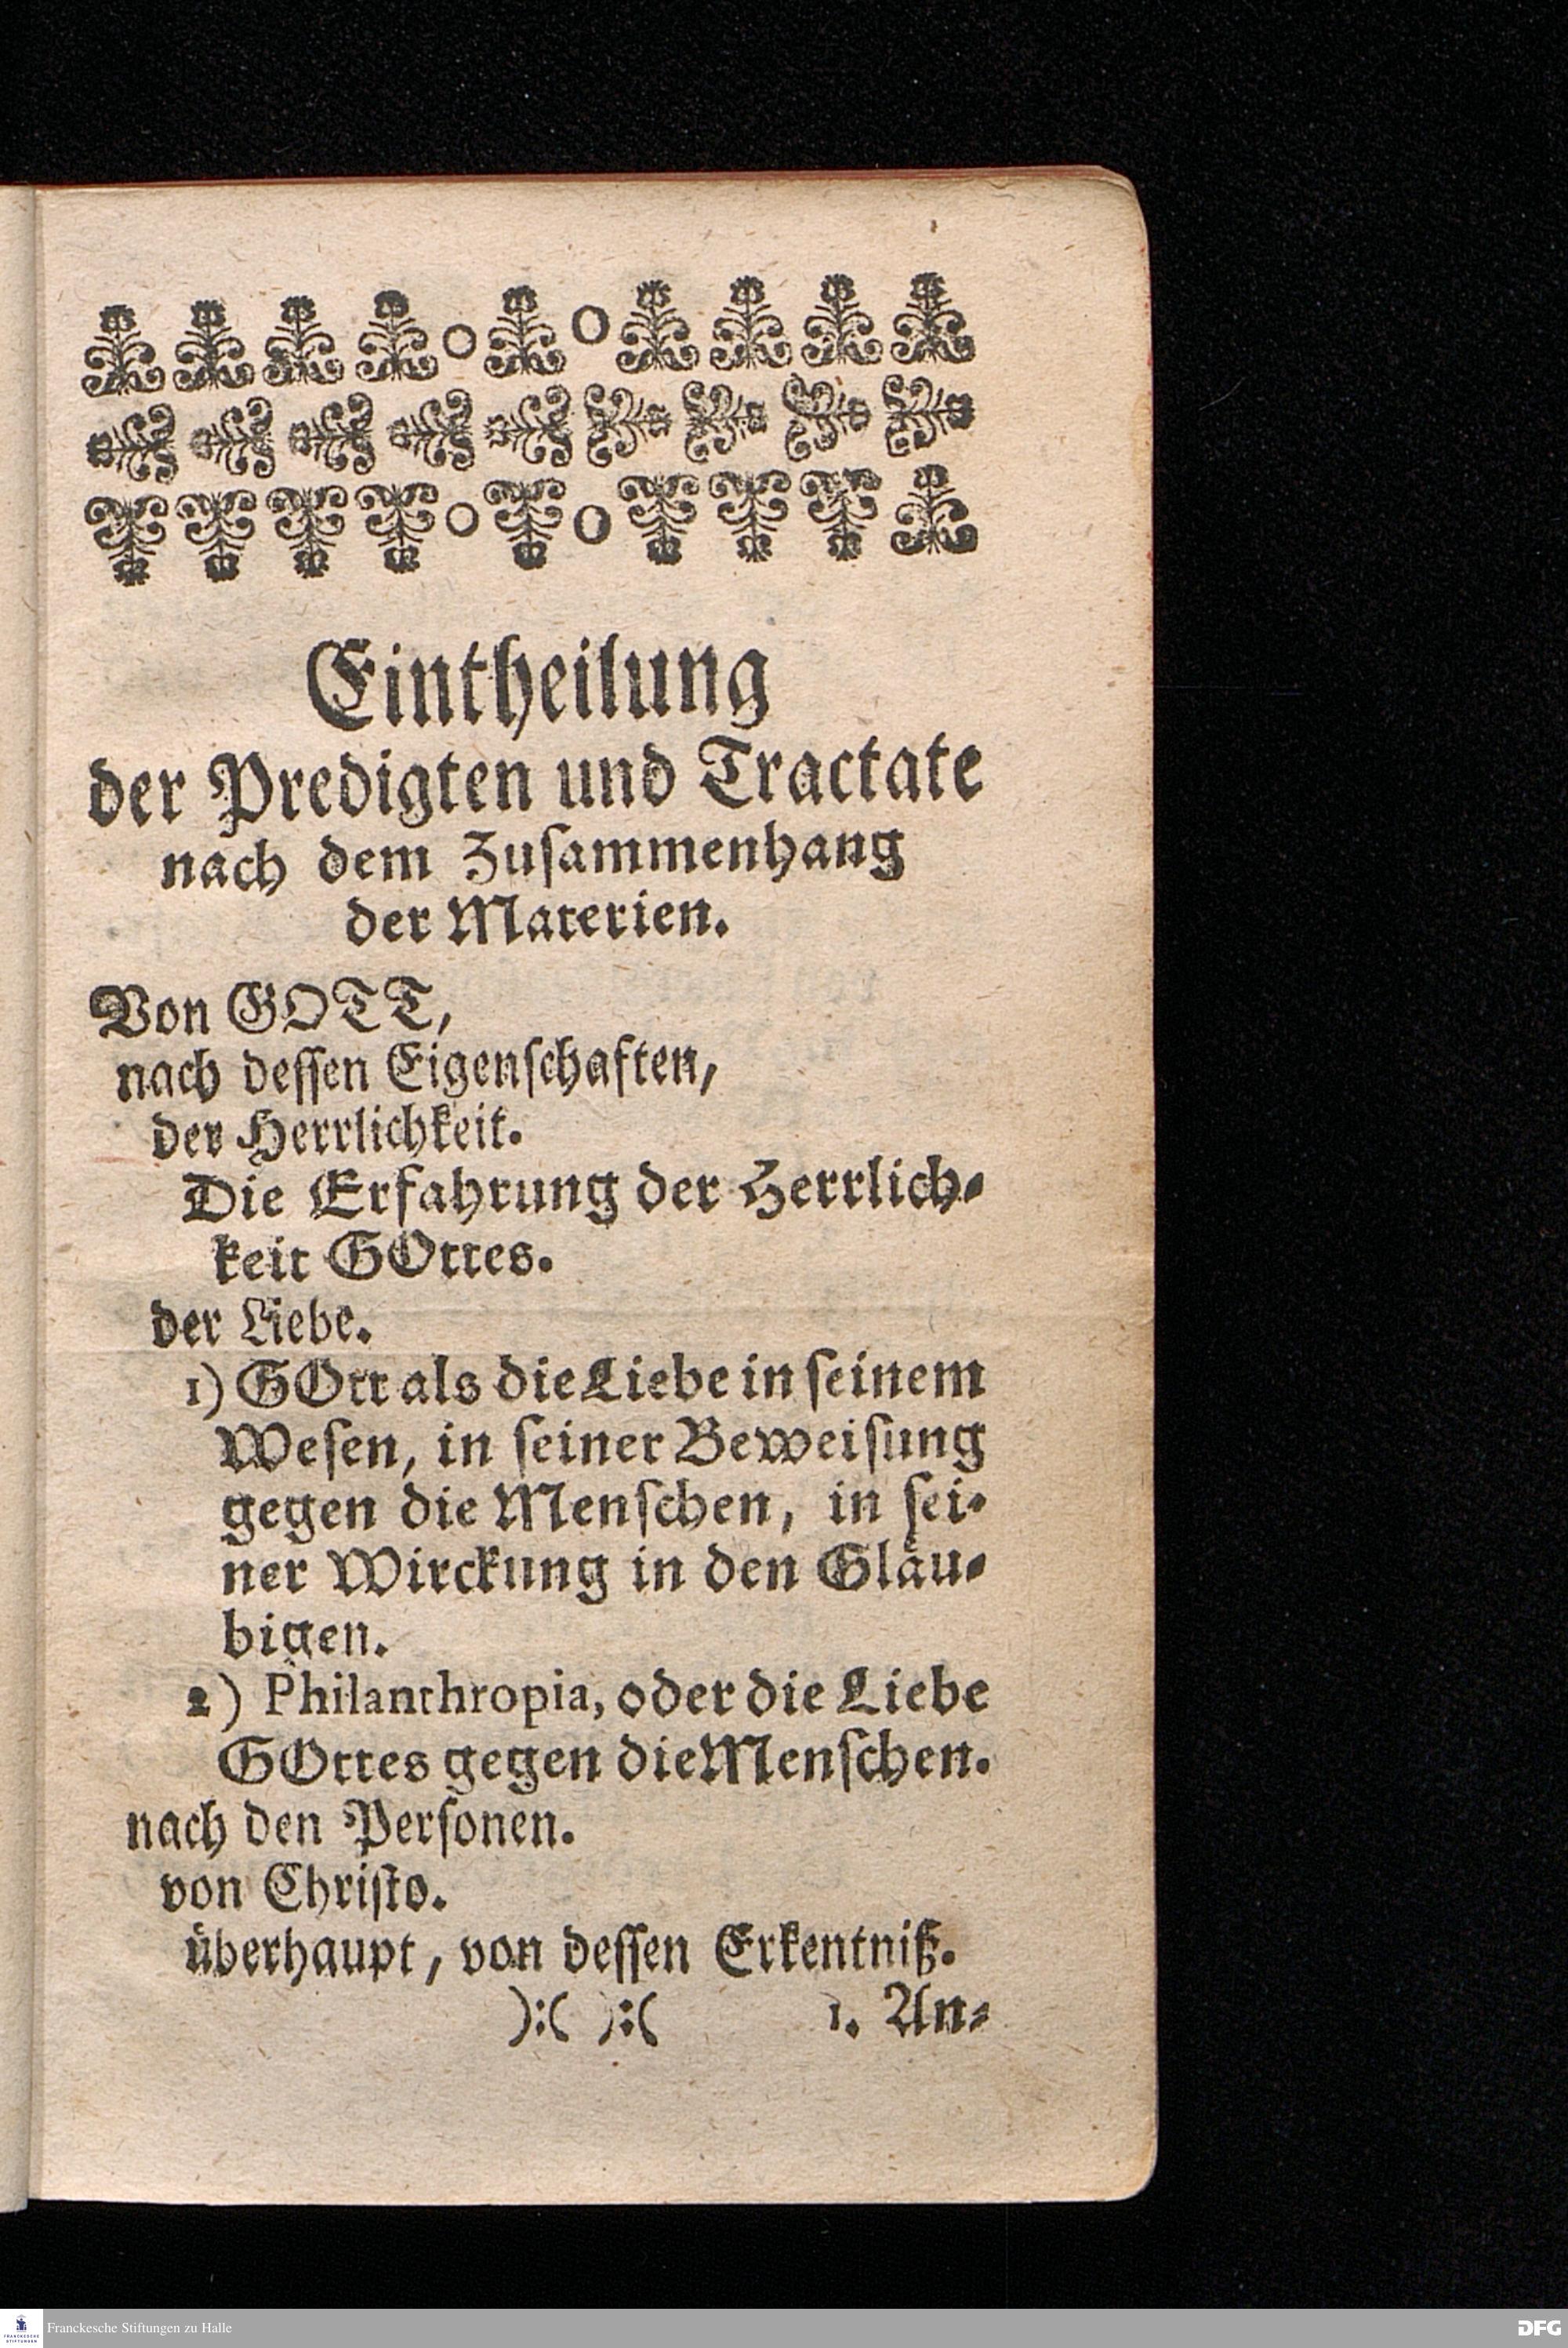 Eintheilung
der Predigten und Tractate
nach dem Zuſammenhang
der Materien.
Von GOTT,
nach deſſen Eigenſchaften,
der Herrlichkeit.
Die Erfahrung der Herrlich⸗
keit GOttes.
der Liebe.
1) GOtt als die Liebe in ſeinem
Weſen, in ſeiner Beweiſung
gegen die Menſchen, in ſei⸗
ner Wirckung in den Gläu⸗
bigen.
2) Philanthropia, oder die Liebe
GOttes gegen die Menſchen.
nach den Perſonen.
von Chriſto.
überhaupt, von deſſen Erkentniß.
):( ):( 1. An⸗
FRANCKESCHE
STIFTUNGEN
Franckesche Stiftungen zu Halle
DFG